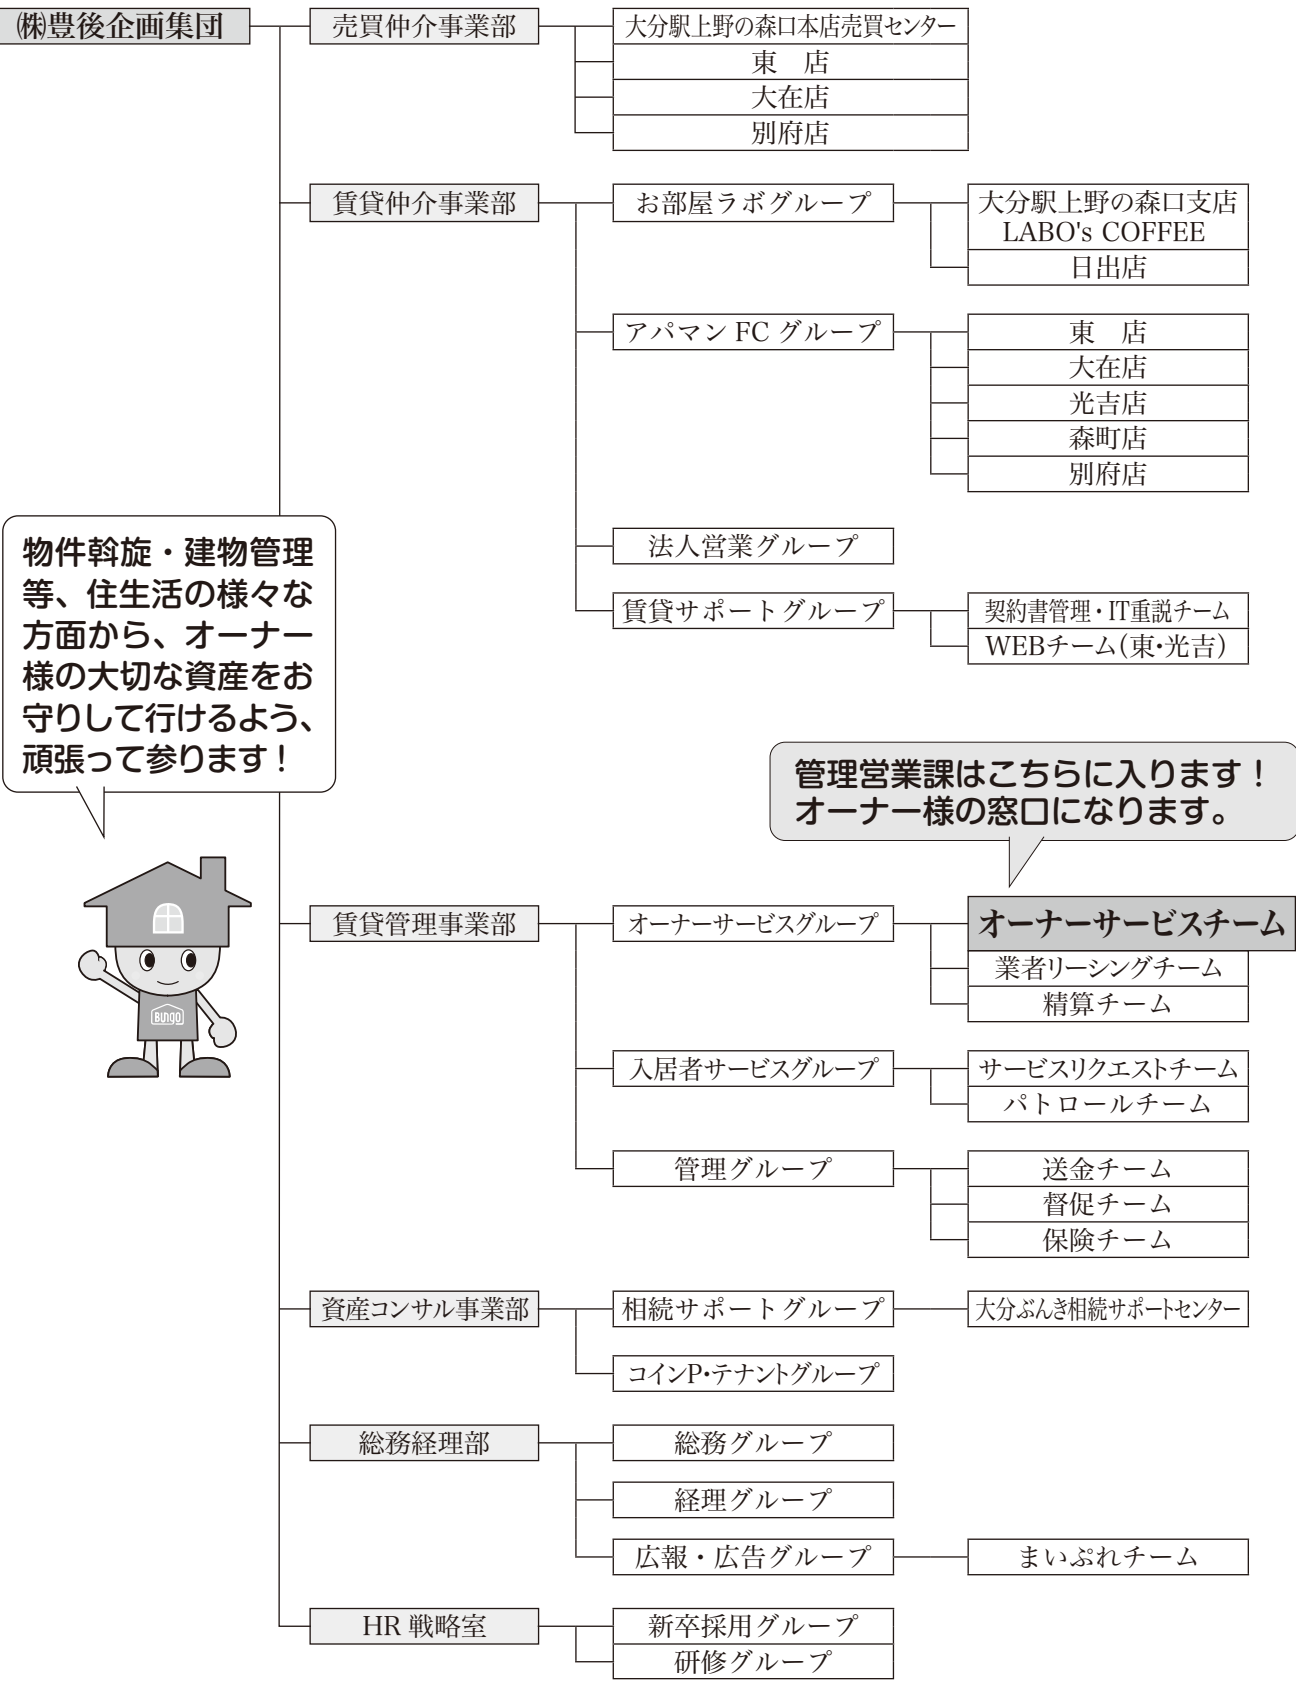 ㈱豊後企画集団
売買仲介事業部
大分駅上野の森口本店売買センター
東　店
大在店
別府店
賃貸仲介事業部
お部屋ラボグループ
大分駅上野の森口支店
LABO's COFFEE
日出店
アパマン FC グループ
東　店
大在店
光吉店
森町店
別府店
法人営業グループ
賃貸サポートグループ
契約書管理・IT重説チーム
WEBチーム(東・光吉)
物件斡旋・建物管理
等、住生活の様々な
方面から、オーナー
様の大切な資産をお
守りして行けるよう、
頑張って参ります！
管理営業課はこちらに入ります！
オーナー様の窓口になります。
賃貸管理事業部
オーナーサービスグループ
オーナーサービスチーム
業者リーシングチーム
精算チーム
入居者サービスグループ
サービスリクエストチーム
パトロールチーム
管理グループ
送金チーム
督促チーム
保険チーム
BUngO
資産コンサル事業部
相続サポートグループ
大分ぶんき相続サポートセンター
コインP・テナントグループ
総務経理部
総務グループ
経理グループ
広報・広告グループ
まいぷれチーム
HR 戦略室
新卒採用グループ
研修グループ